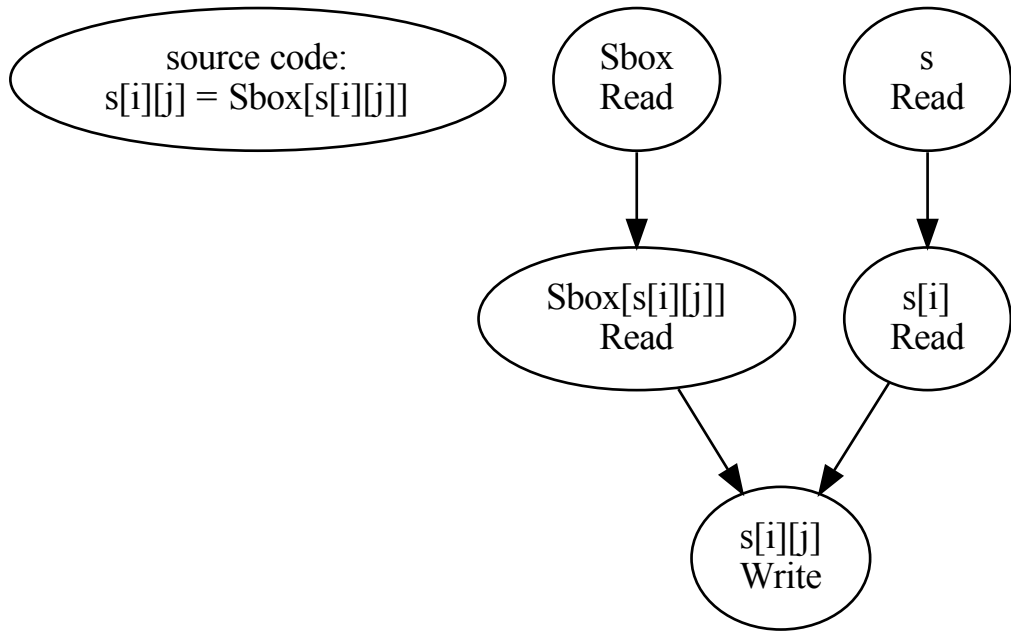 source code:
s[i][j] = Sbox[s[i][j]]
Sbox
Read
s
Read
Sbox[s[i][j]]
Read
s[i]
Read
s[i][j]
Write